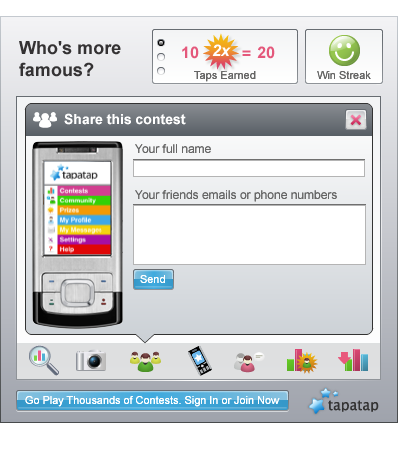 Who's more
famous?
10 2x = 20
Taps Earned
Win Streak
Share this contest
tapatap
Contests
Community
Prizes
My Profile
My Messages
Settings
Help
Your full name
Your friends emails or phone numbers
Send
Go Play Thousands of Contests. Sign In or Join Now
tapatap